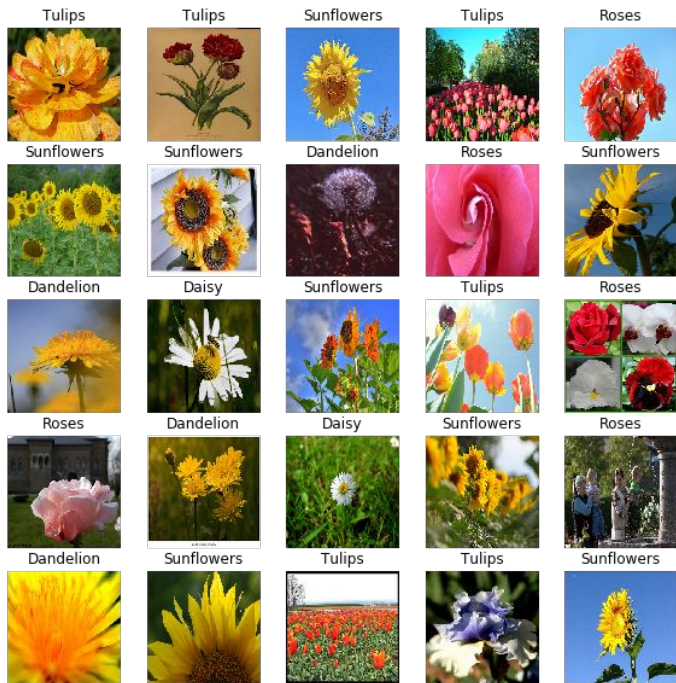 Tulips Tulips Sunflowers Tulips Roses
Sunflowers Sunflowers Dandelion Roses Sunflowers
Dandelion Daisy Sunflowers Tulips Roses
Roses Dandelion Daisy Sunflowers Roses
Dandelion Sunflowers Tulips Tulips Sunflowers